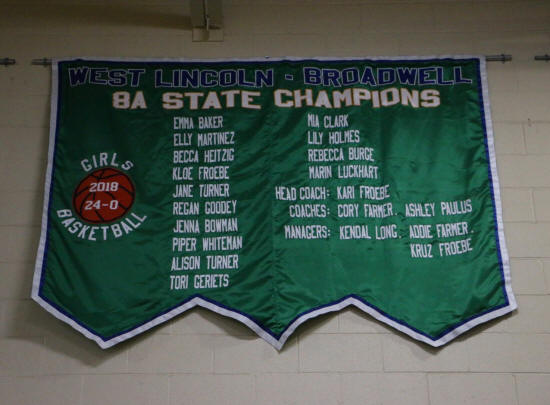 WEST LINCOLN - BROADWELL
8A STATE CHAMPIONS
GIRLS
2018
24-0
BASKETBALL
EMMA BAKER
ELLY MARTINEZ
BECCA HEITZIG
KLOE FROEBE
JANE TURNER
REGAN GOODEY
JENNA BOWMAN
PIPER WHITEMAN
ALISON TURNER
TORI GERIETS
MIA CLARK
LILY HOLMES
REBECCA BURGE
MARIN LUCKHART
HEAD COACH: KARI FROEBE
COACHES: CORY FARMER, ASHLEY PAULUS
MANAGERS: KENDAL LONG, ADDIE FARMER,
KRUZ FROEBE